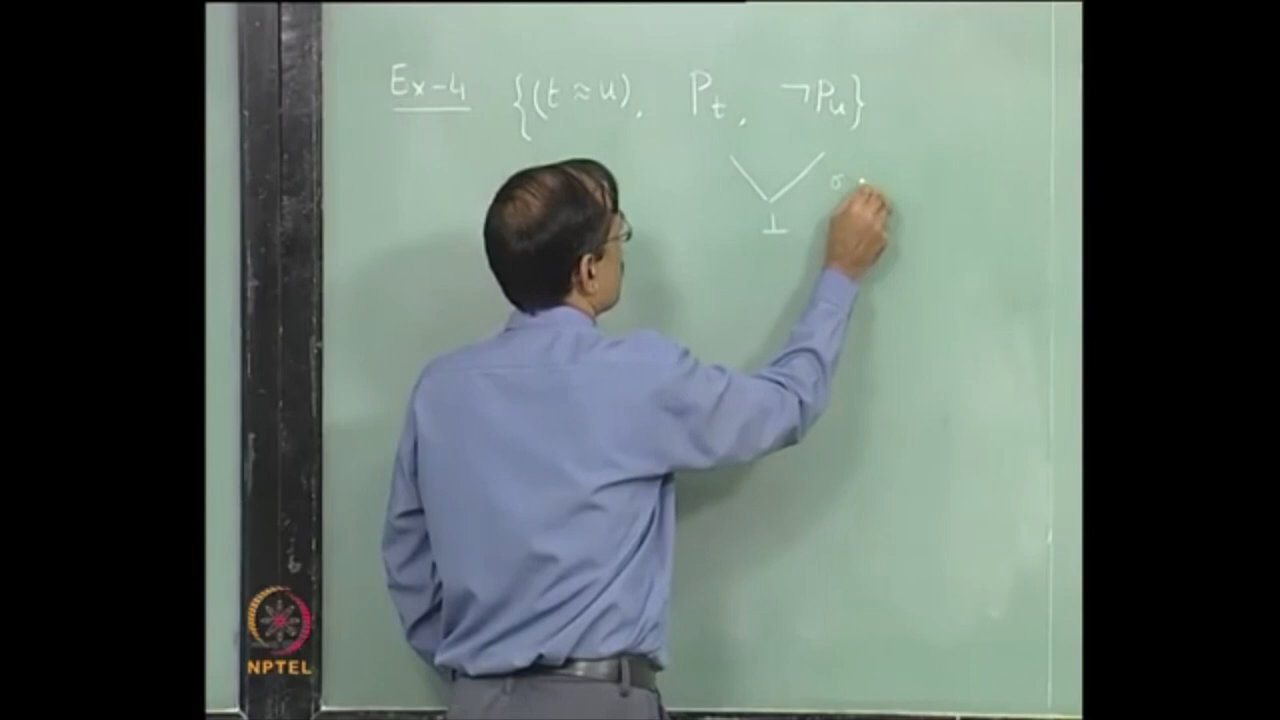 Ex-4 {(t ≈ u), Pt, ¬Pu}
σ
⊥
NPTEL